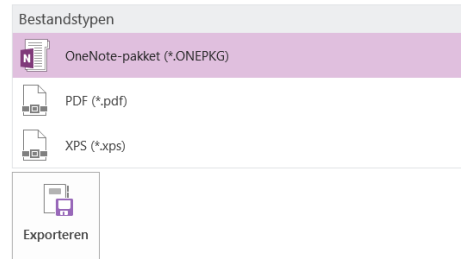 Bestandstypen
OneNote-pakket (*.ONEPKG)
PDF (*.pdf)
XPS (*.xps)
Exporteren